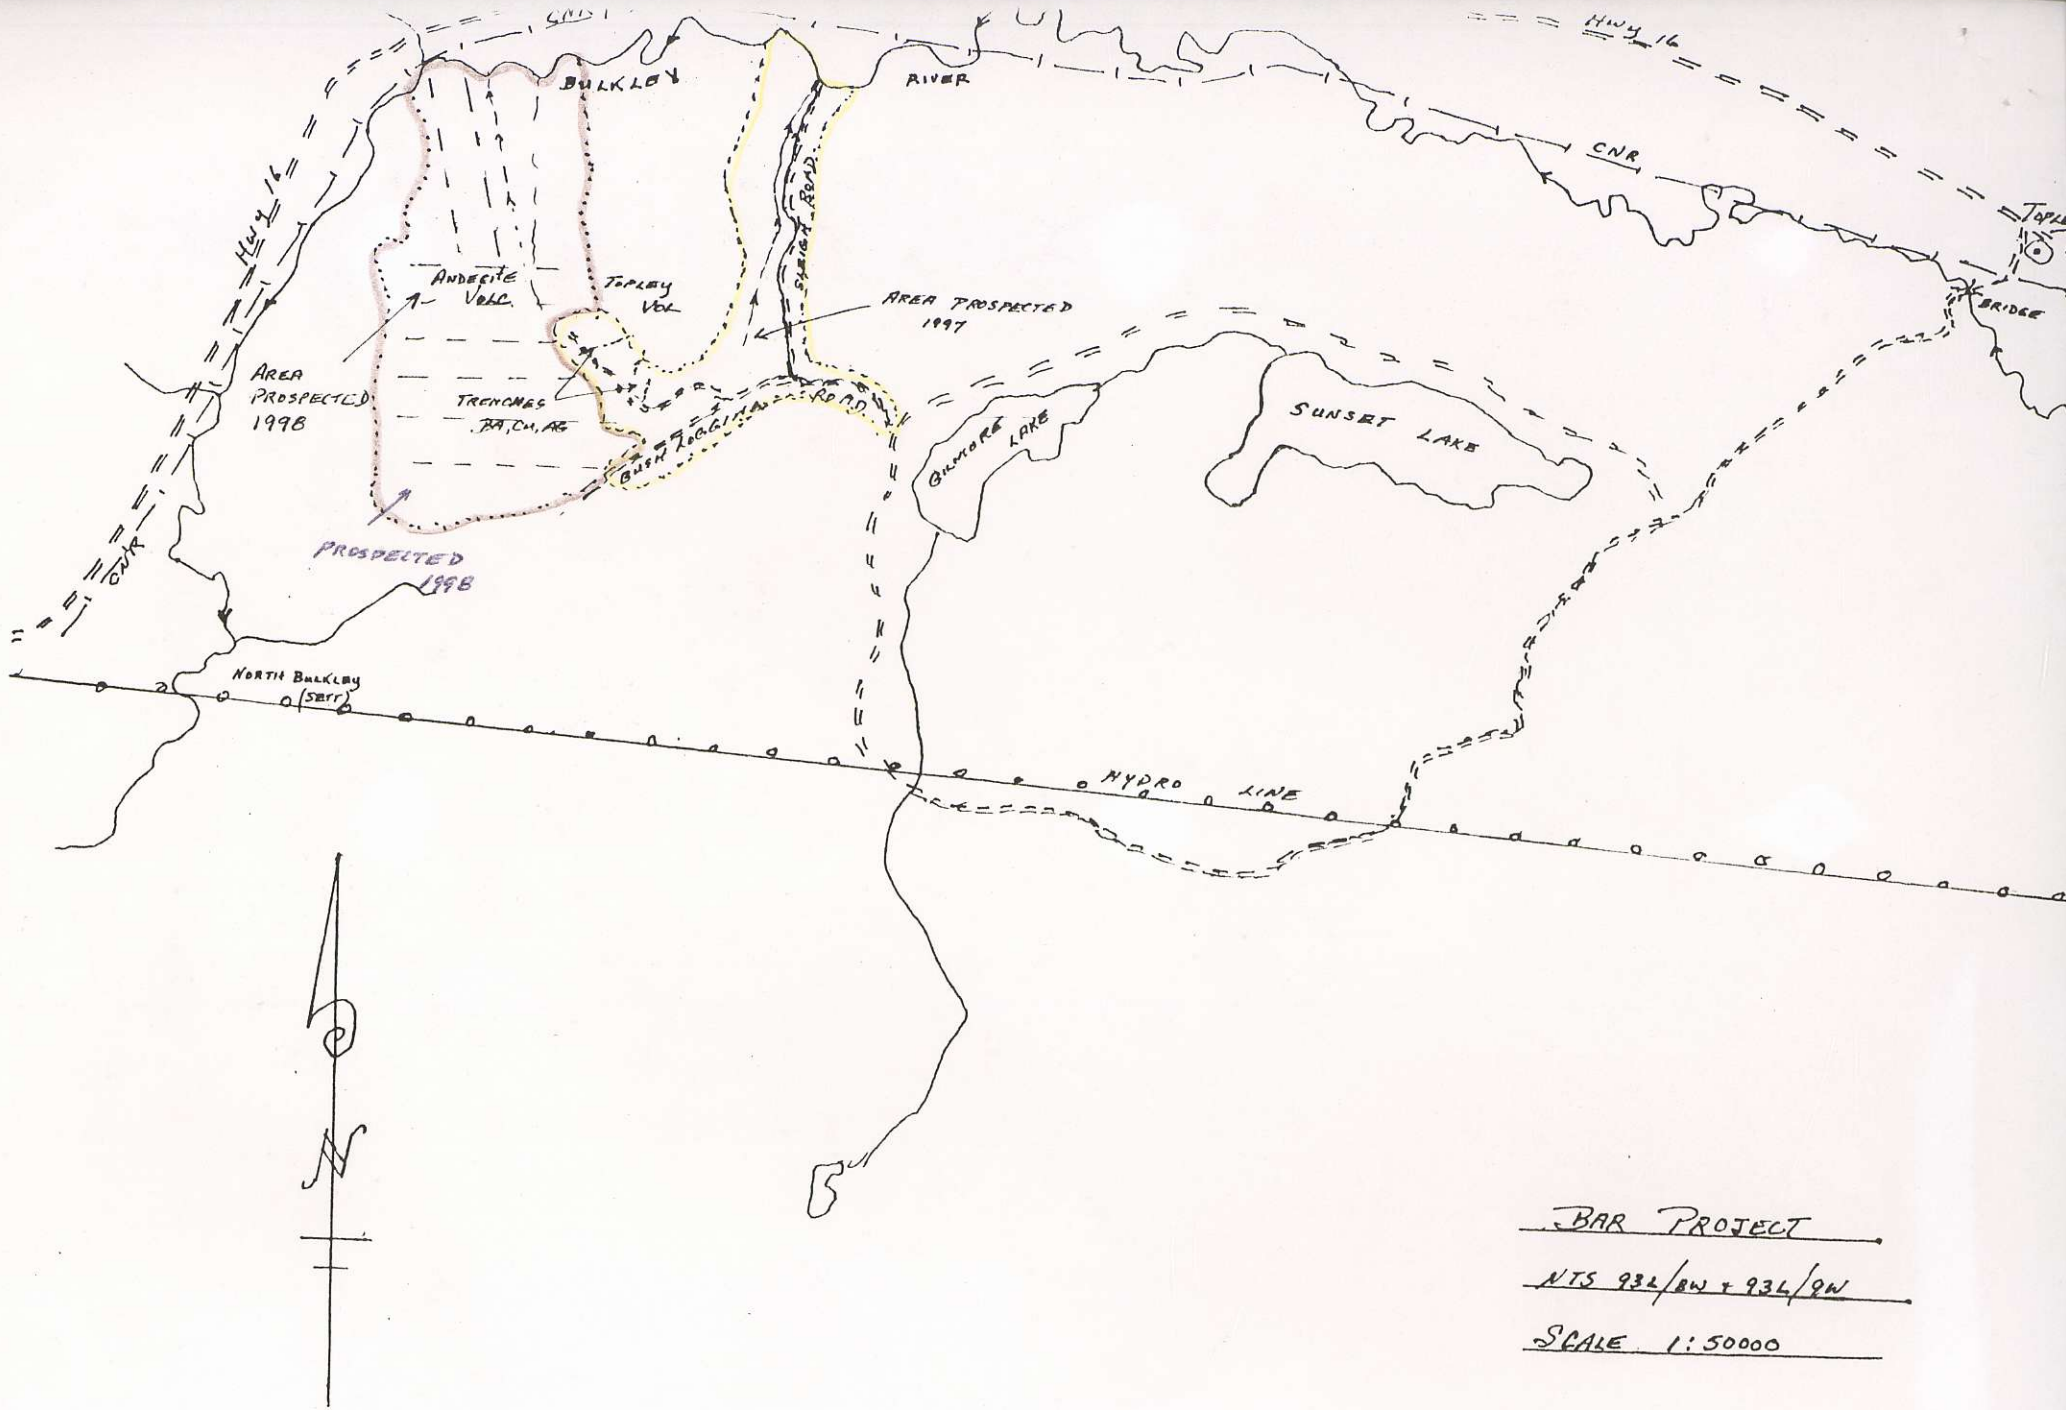 CNR
HWY 16
BULKLEY
RIVER
CNR
HWY 16
SLEIGH ROAD
ANDESITE
VOLC.
TOPLEY
VOL
AREA PROSPECTED
1997
BRIDGE
AREA
PROSPECTED
1998
TRENCHES
BA, CU, AG
BUSH LOGGING ROAD
GILMORE
LAKE
SUNSET LAKE
PROSPECTED
1998
CNR
NORTH BULKLEY
(SETT)
HYDRO LINE
N
BAR PROJECT
NTS 93L/8W + 93L/9W
SCALE 1:50000